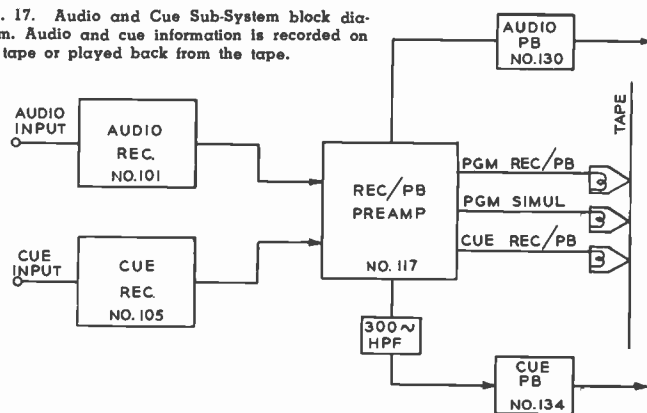 . 17. Audio and Cue Sub-System block dia-
m. Audio and cue information is recorded on
tape or played back from the tape.
AUDIO
PB
NO.130
AUDIO
INPUT
AUDIO
REC.
NO.101
REC/PB
PREAMP
NO. 117
PGM REC/PB
PGM SIMUL
CUE REC/PB
TAPE
CUE
INPUT
CUE
REC.
NO.105
300~
HPF
CUE
PB
NO.134